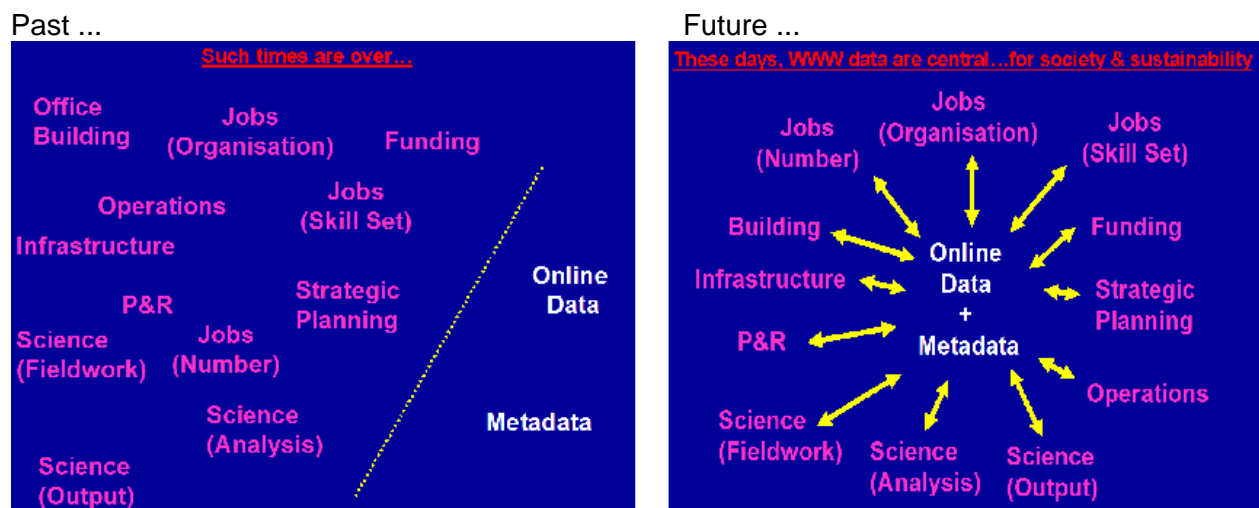 Past ...
Such times are over...
Office
Building
Jobs
(Organisation)
Funding
Operations
Jobs
(Skill Set)
Infrastructure
Online
Data
P&R
Strategic
Planning
Science
(Fieldwork)
Jobs
(Number)
Science
(Analysis)
Metadata
Science
(Output)
Future ...
These days, WWW data are central...for society & sustainability
Jobs
(Number)
Jobs
(Organisation)
Jobs
(Skill Set)
Building
Funding
Online
Data
+
Metadata
Infrastructure
Strategic
Planning
P&R
Operations
Science
(Fieldwork)
Science
(Analysis)
Science
(Output)